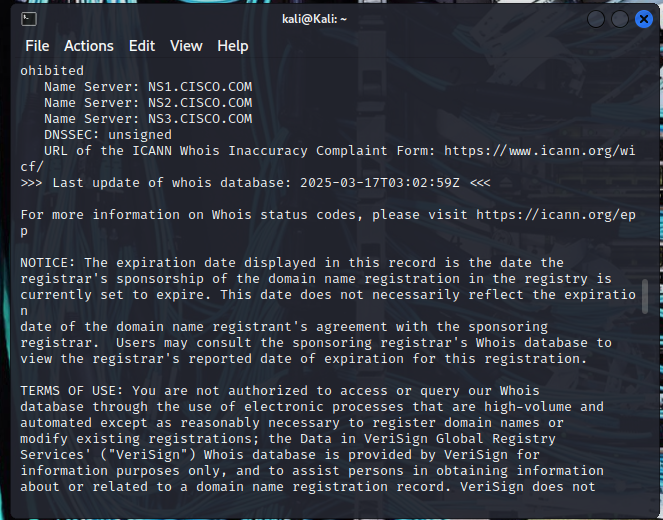 kali@Kali: ~
File Actions Edit View Help
ohibited
   Name Server: NS1.CISCO.COM
   Name Server: NS2.CISCO.COM
   Name Server: NS3.CISCO.COM
   DNSSEC: unsigned
   URL of the ICANN Whois Inaccuracy Complaint Form: https://www.icann.org/wi
cf/
>>> Last update of whois database: 2025-03-17T03:02:59Z <<<

For more information on Whois status codes, please visit https://icann.org/ep
p

NOTICE: The expiration date displayed in this record is the date the
registrar's sponsorship of the domain name registration in the registry is
currently set to expire. This date does not necessarily reflect the expiratio
n
date of the domain name registrant's agreement with the sponsoring
registrar.  Users may consult the sponsoring registrar's Whois database to
view the registrar's reported date of expiration for this registration.

TERMS OF USE: You are not authorized to access or query our Whois
database through the use of electronic processes that are high-volume and
automated except as reasonably necessary to register domain names or
modify existing registrations; the Data in VeriSign Global Registry
Services' ("VeriSign") Whois database is provided by VeriSign for
information purposes only, and to assist persons in obtaining information
about or related to a domain name registration record. VeriSign does not